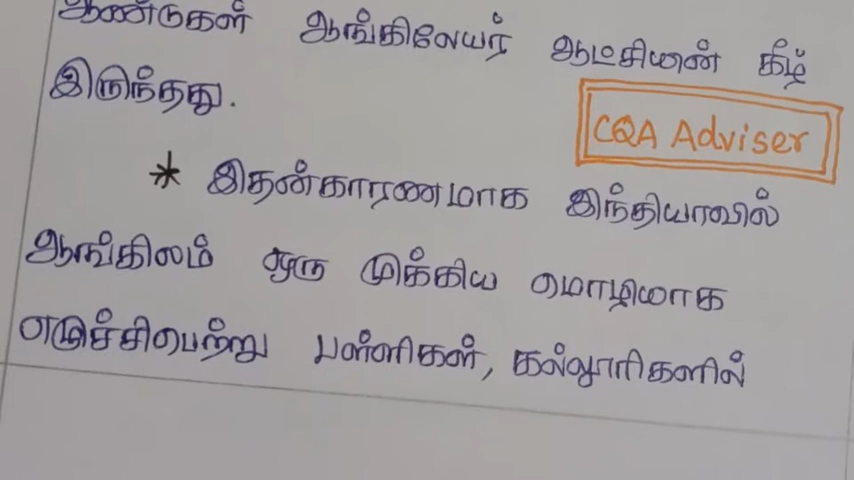 ஆண்டுகள் ஆங்கிலேயர் ஆட்சியின் கீழ்
இருந்தது.
CQA Adviser
* இதன்காரணமாக இந்தியாவில்
ஆங்கிலம் ஒரு முக்கிய மொழியாக
எழுச்சிபெற்று பள்ளிகள், கல்லூரிகளில்